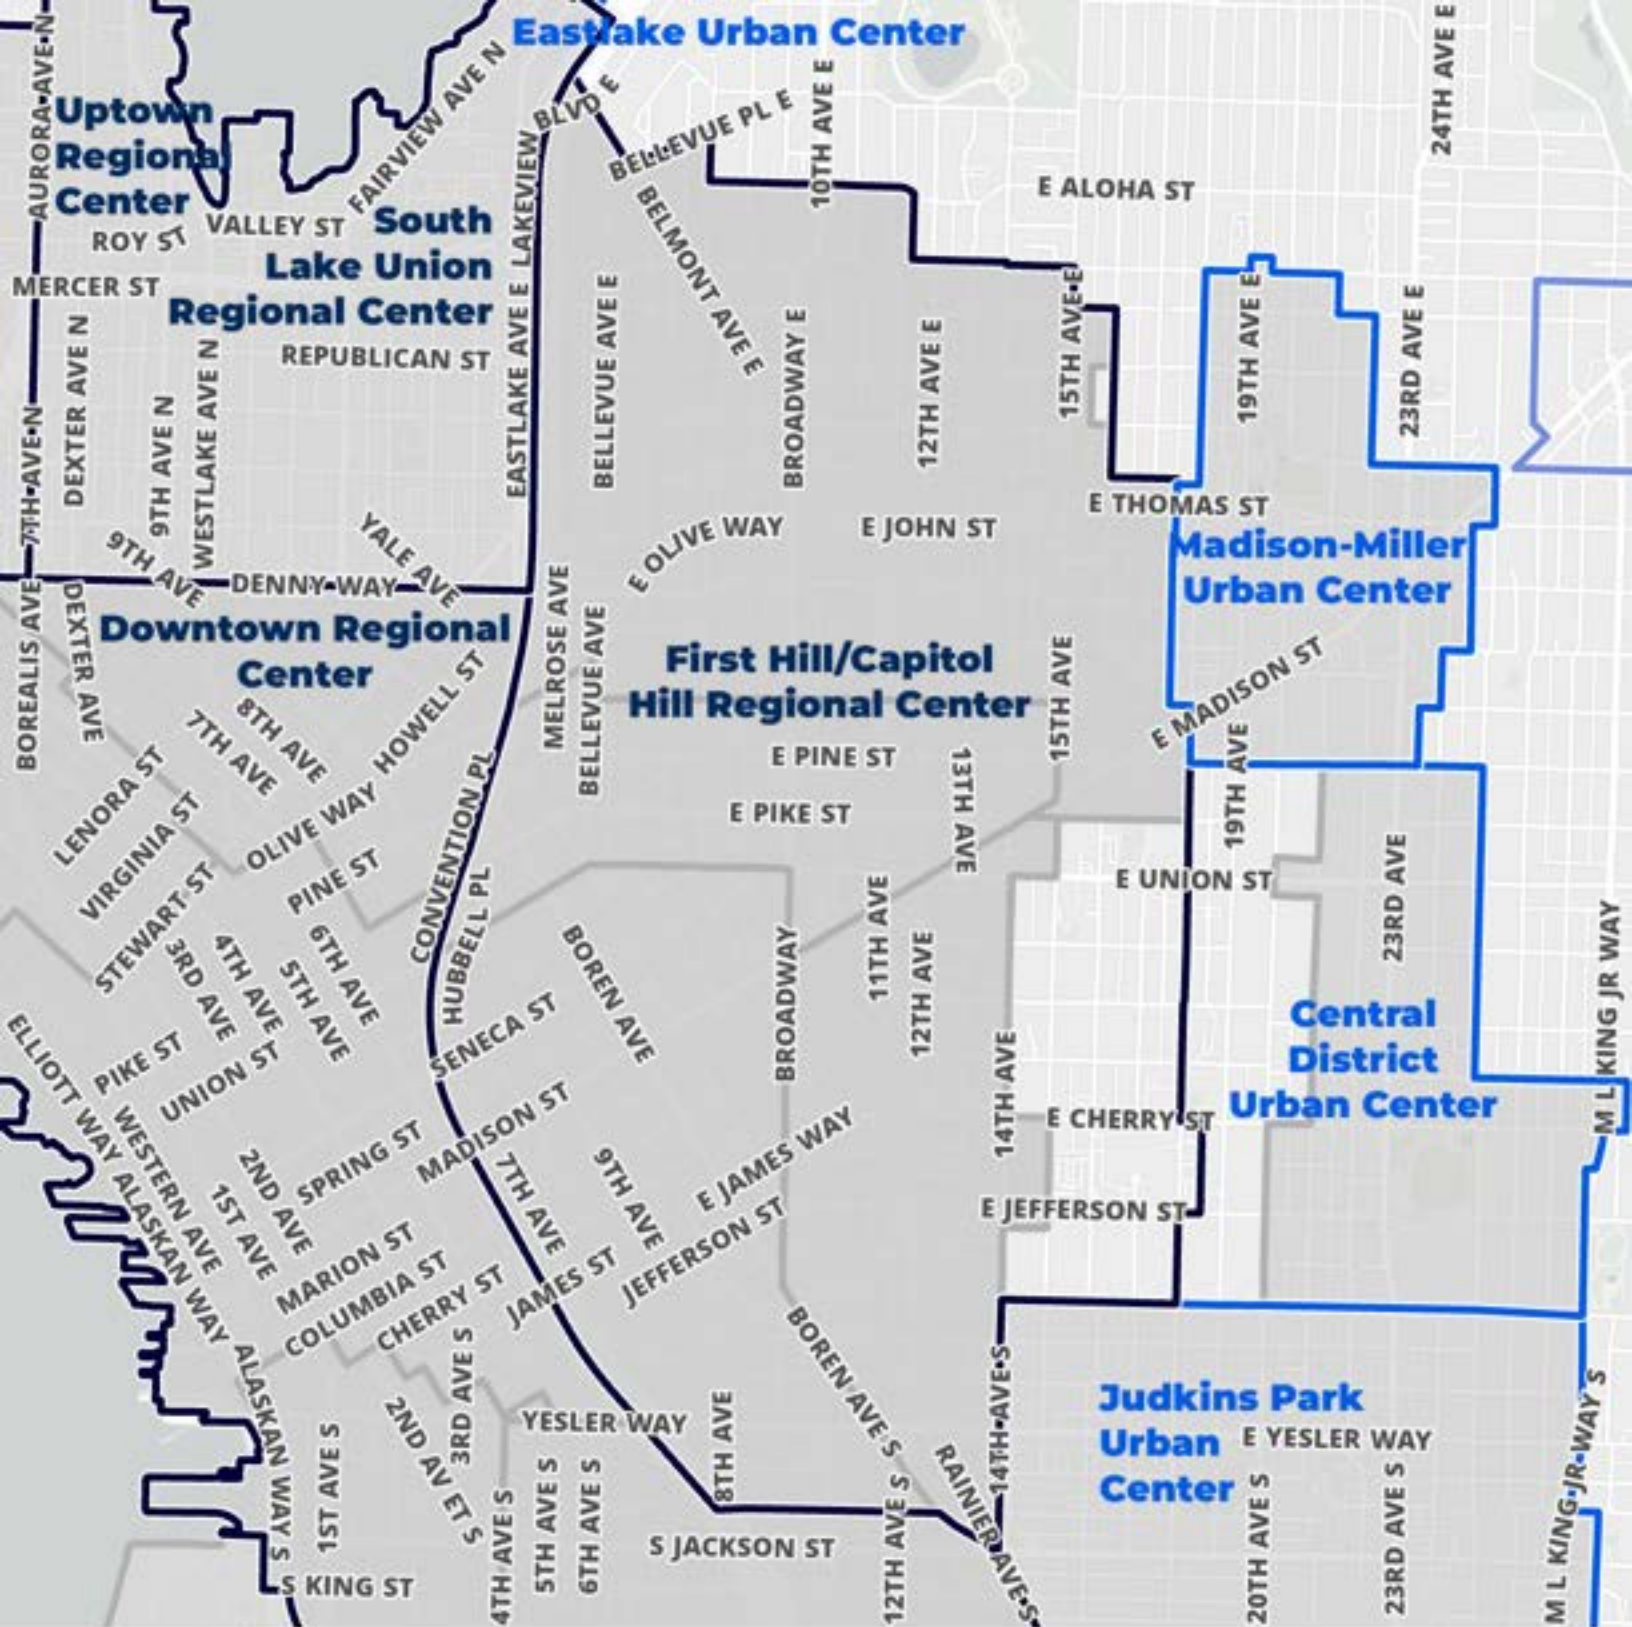 Eastlake Urban Center
AURORA AVE N
Uptown
Regional
Center
FAIRVIEW AVE N
LAKEVIEW BLVD E
BELLEVUE PL E
10TH AVE E
24TH AVE E
E ALOHA ST
VALLEY ST
ROY ST
MERCER ST
South
Lake Union
Regional Center
REPUBLICAN ST
BELMONT AVE E
7TH AVE N
DEXTER AVE N
9TH AVE N
WESTLAKE AVE N
EASTLAKE AVE E
BELLEVUE AVE E
BROADWAY E
12TH AVE E
15TH AVE E
19TH AVE E
23RD AVE E
E THOMAS ST
E OLIVE WAY
E JOHN ST
9TH AVE
YALE AVE
DENNY WAY
Madison-Miller
Urban Center
BOREALIS AVE
DEXTER AVE
Downtown Regional
Center
MELROSE AVE
BELLEVUE AVE
First Hill/Capitol
Hill Regional Center
15TH AVE
E MADISON ST
HOWELL ST
8TH AVE
7TH AVE
LENORA ST
VIRGINIA ST
OLIVE WAY
STEWART ST
PINE ST
CONVENTION PL
HUBBELL PL
E PINE ST
E PIKE ST
13TH AVE
19TH AVE
E UNION ST
23RD AVE
11TH AVE
12TH AVE
BROADWAY
BOREN AVE
6TH AVE
5TH AVE
4TH AVE
3RD AVE
M L KING JR WAY
Central
District
Urban Center
SENECA ST
PIKE ST
UNION ST
ELLIOTT WAY
WESTERN AVE
ALASKAN WAY
MADISON ST
SPRING ST
2ND AVE
1ST AVE
7TH AVE
9TH AVE
E JAMES WAY
14TH AVE
E CHERRY ST
E JEFFERSON ST
MARION ST
COLUMBIA ST
CHERRY ST
JAMES ST
JEFFERSON ST
BOREN AVE S
ALASKAN WAY S
1ST AVE S
2ND AV ET S
3RD AVE S
YESLER WAY
8TH AVE
RAINIER AVE S
14TH AVE S
Judkins Park
Urban
Center
E YESLER WAY
M L KING JR WAY S
4TH AVE S
5TH AVE S
6TH AVE S
S JACKSON ST
12TH AVE S
20TH AVE S
23RD AVE S
M L KING JR WAY S
S KING ST